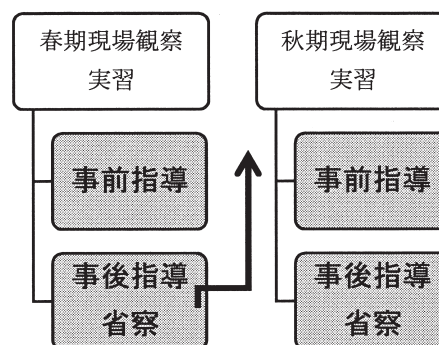 春期現場観察
実習
事前指導
事後指導
省察
秋期現場観察
実習
事前指導
事後指導
省察